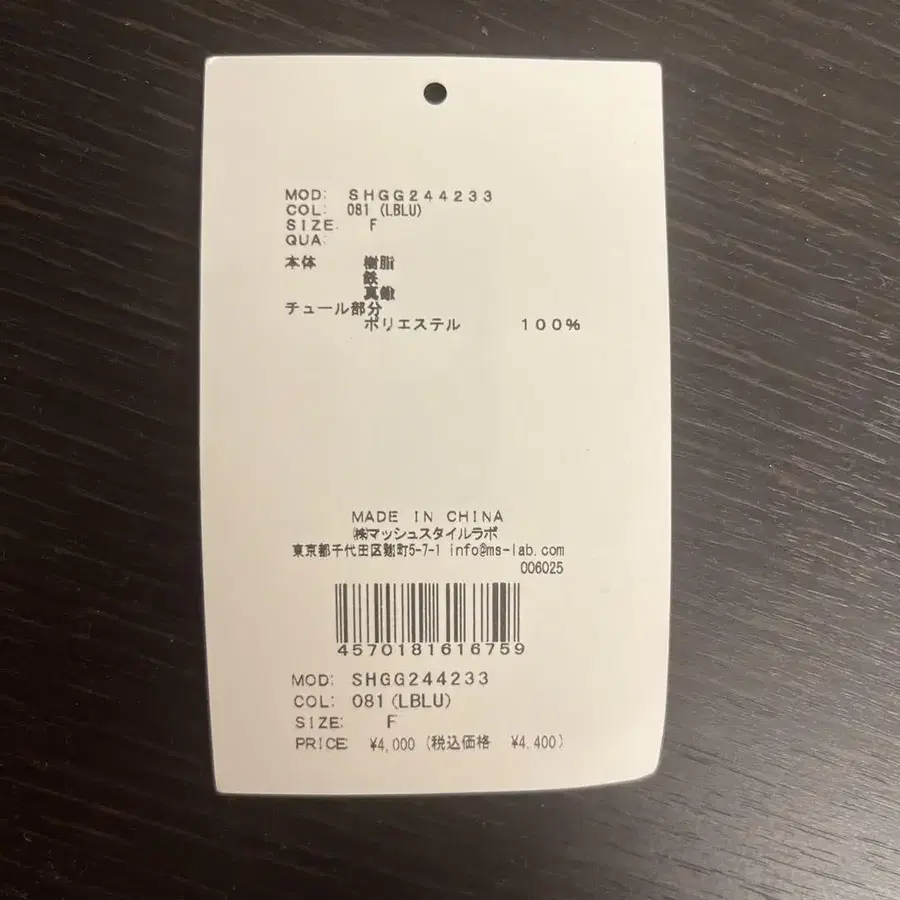 MOD: SHGG244233
COL: 081 (LBLU)
SIZE: F
QUA:
本体 樹脂
鉄
真鍮
チュール部分
ポリエステル 100%
MADE IN CHINA
㈱マッシュスタイルラボ
東京都千代田区麹町5-7-1 info@ms-lab.com
006025
4570181616759
MOD: SHGG244233
COL: 081 (LBLU)
SIZE: F
PRICE: ¥4,000 (税込価格 ¥4,400)